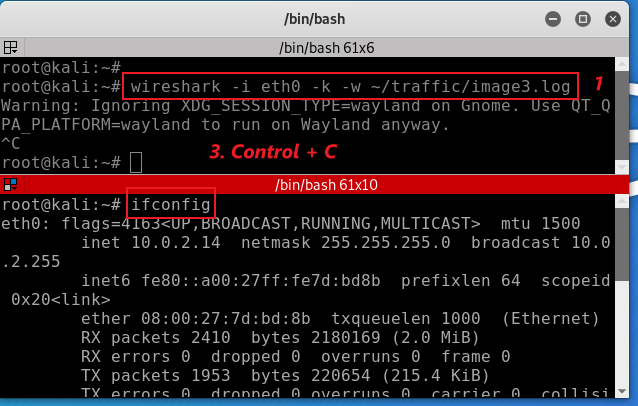 /bin/bash
/bin/bash 61x6
root@kali:~#
root@kali:~# wireshark -i eth0 -k -w ~/traffic/image3.log 1
Warning: Ignoring XDG_SESSION_TYPE=wayland on Gnome. Use QT_Q
PA_PLATFORM=wayland to run on Wayland anyway.
^C
3. Control + C
root@kali:~#
/bin/bash 61x10
root@kali:~# ifconfig
eth0: flags=4163<UP,BROADCAST,RUNNING,MULTICAST>  mtu 1500
        inet 10.0.2.14  netmask 255.255.255.0  broadcast 10.0
.2.255
        inet6 fe80::a00:27ff:fe7d:bd8b  prefixlen 64  scopeid
 0x20<link>
        ether 08:00:27:7d:bd:8b  txqueuelen 1000  (Ethernet)
        RX packets 2410  bytes 2180169 (2.0 MiB)
        RX errors 0  dropped 0  overruns 0  frame 0
        TX packets 1953  bytes 220654 (215.4 KiB)
        TX errors 0  dropped 0 overruns 0  carrier 0  collisi